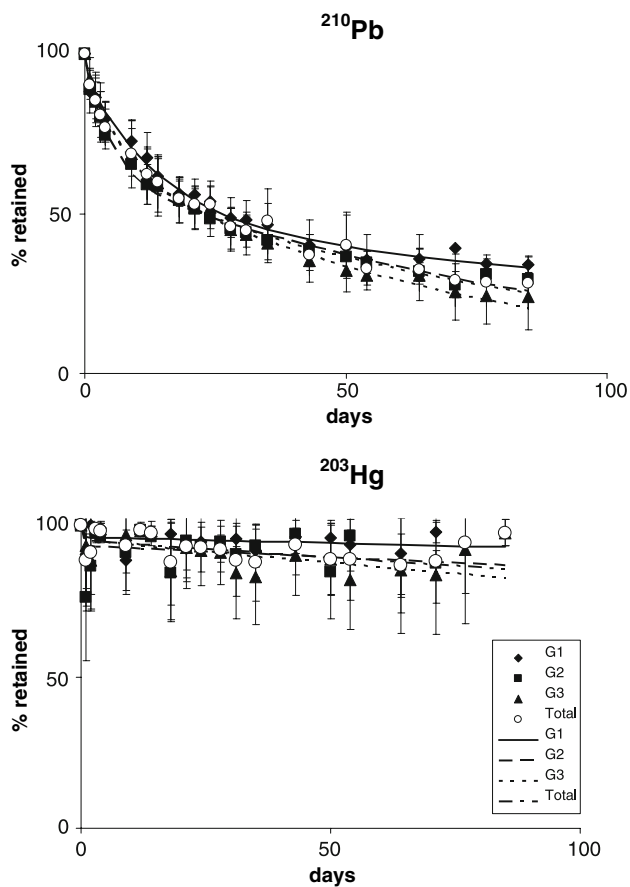 210Pb
100
50
0
% retained
0
50
100
days
203Hg
100
50
0
% retained
0
50
100
days
G1
G2
G3
Total
G1
G2
G3
Total